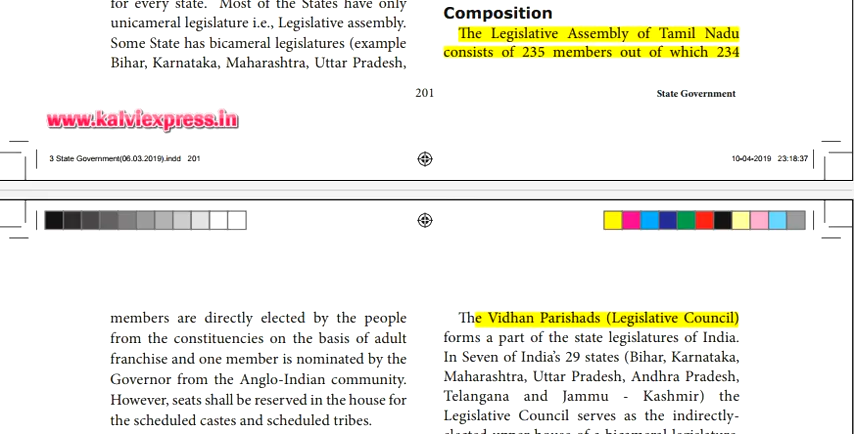 for every state. Most of the States have only
unicameral legislature i.e., Legislative assembly.
Some State has bicameral legislatures (example
Bihar, Karnataka, Maharashtra, Uttar Pradesh,
Composition
The Legislative Assembly of Tamil Nadu
consists of 235 members out of which 234
201
State Government
www.kalviexpress.in
3 State Government(06.03.2019).indd 201
10-04-2019 23:18:37
members are directly elected by the people
from the constituencies on the basis of adult
franchise and one member is nominated by the
Governor from the Anglo-Indian community.
However, seats shall be reserved in the house for
the scheduled castes and scheduled tribes.
The Vidhan Parishads (Legislative Council)
forms a part of the state legislatures of India.
In Seven of India's 29 states (Bihar, Karnataka,
Maharashtra, Uttar Pradesh, Andhra Pradesh,
Telangana and Jammu - Kashmir) the
Legislative Council serves as the indirectly-
elected upper house of a bicameral legislature.